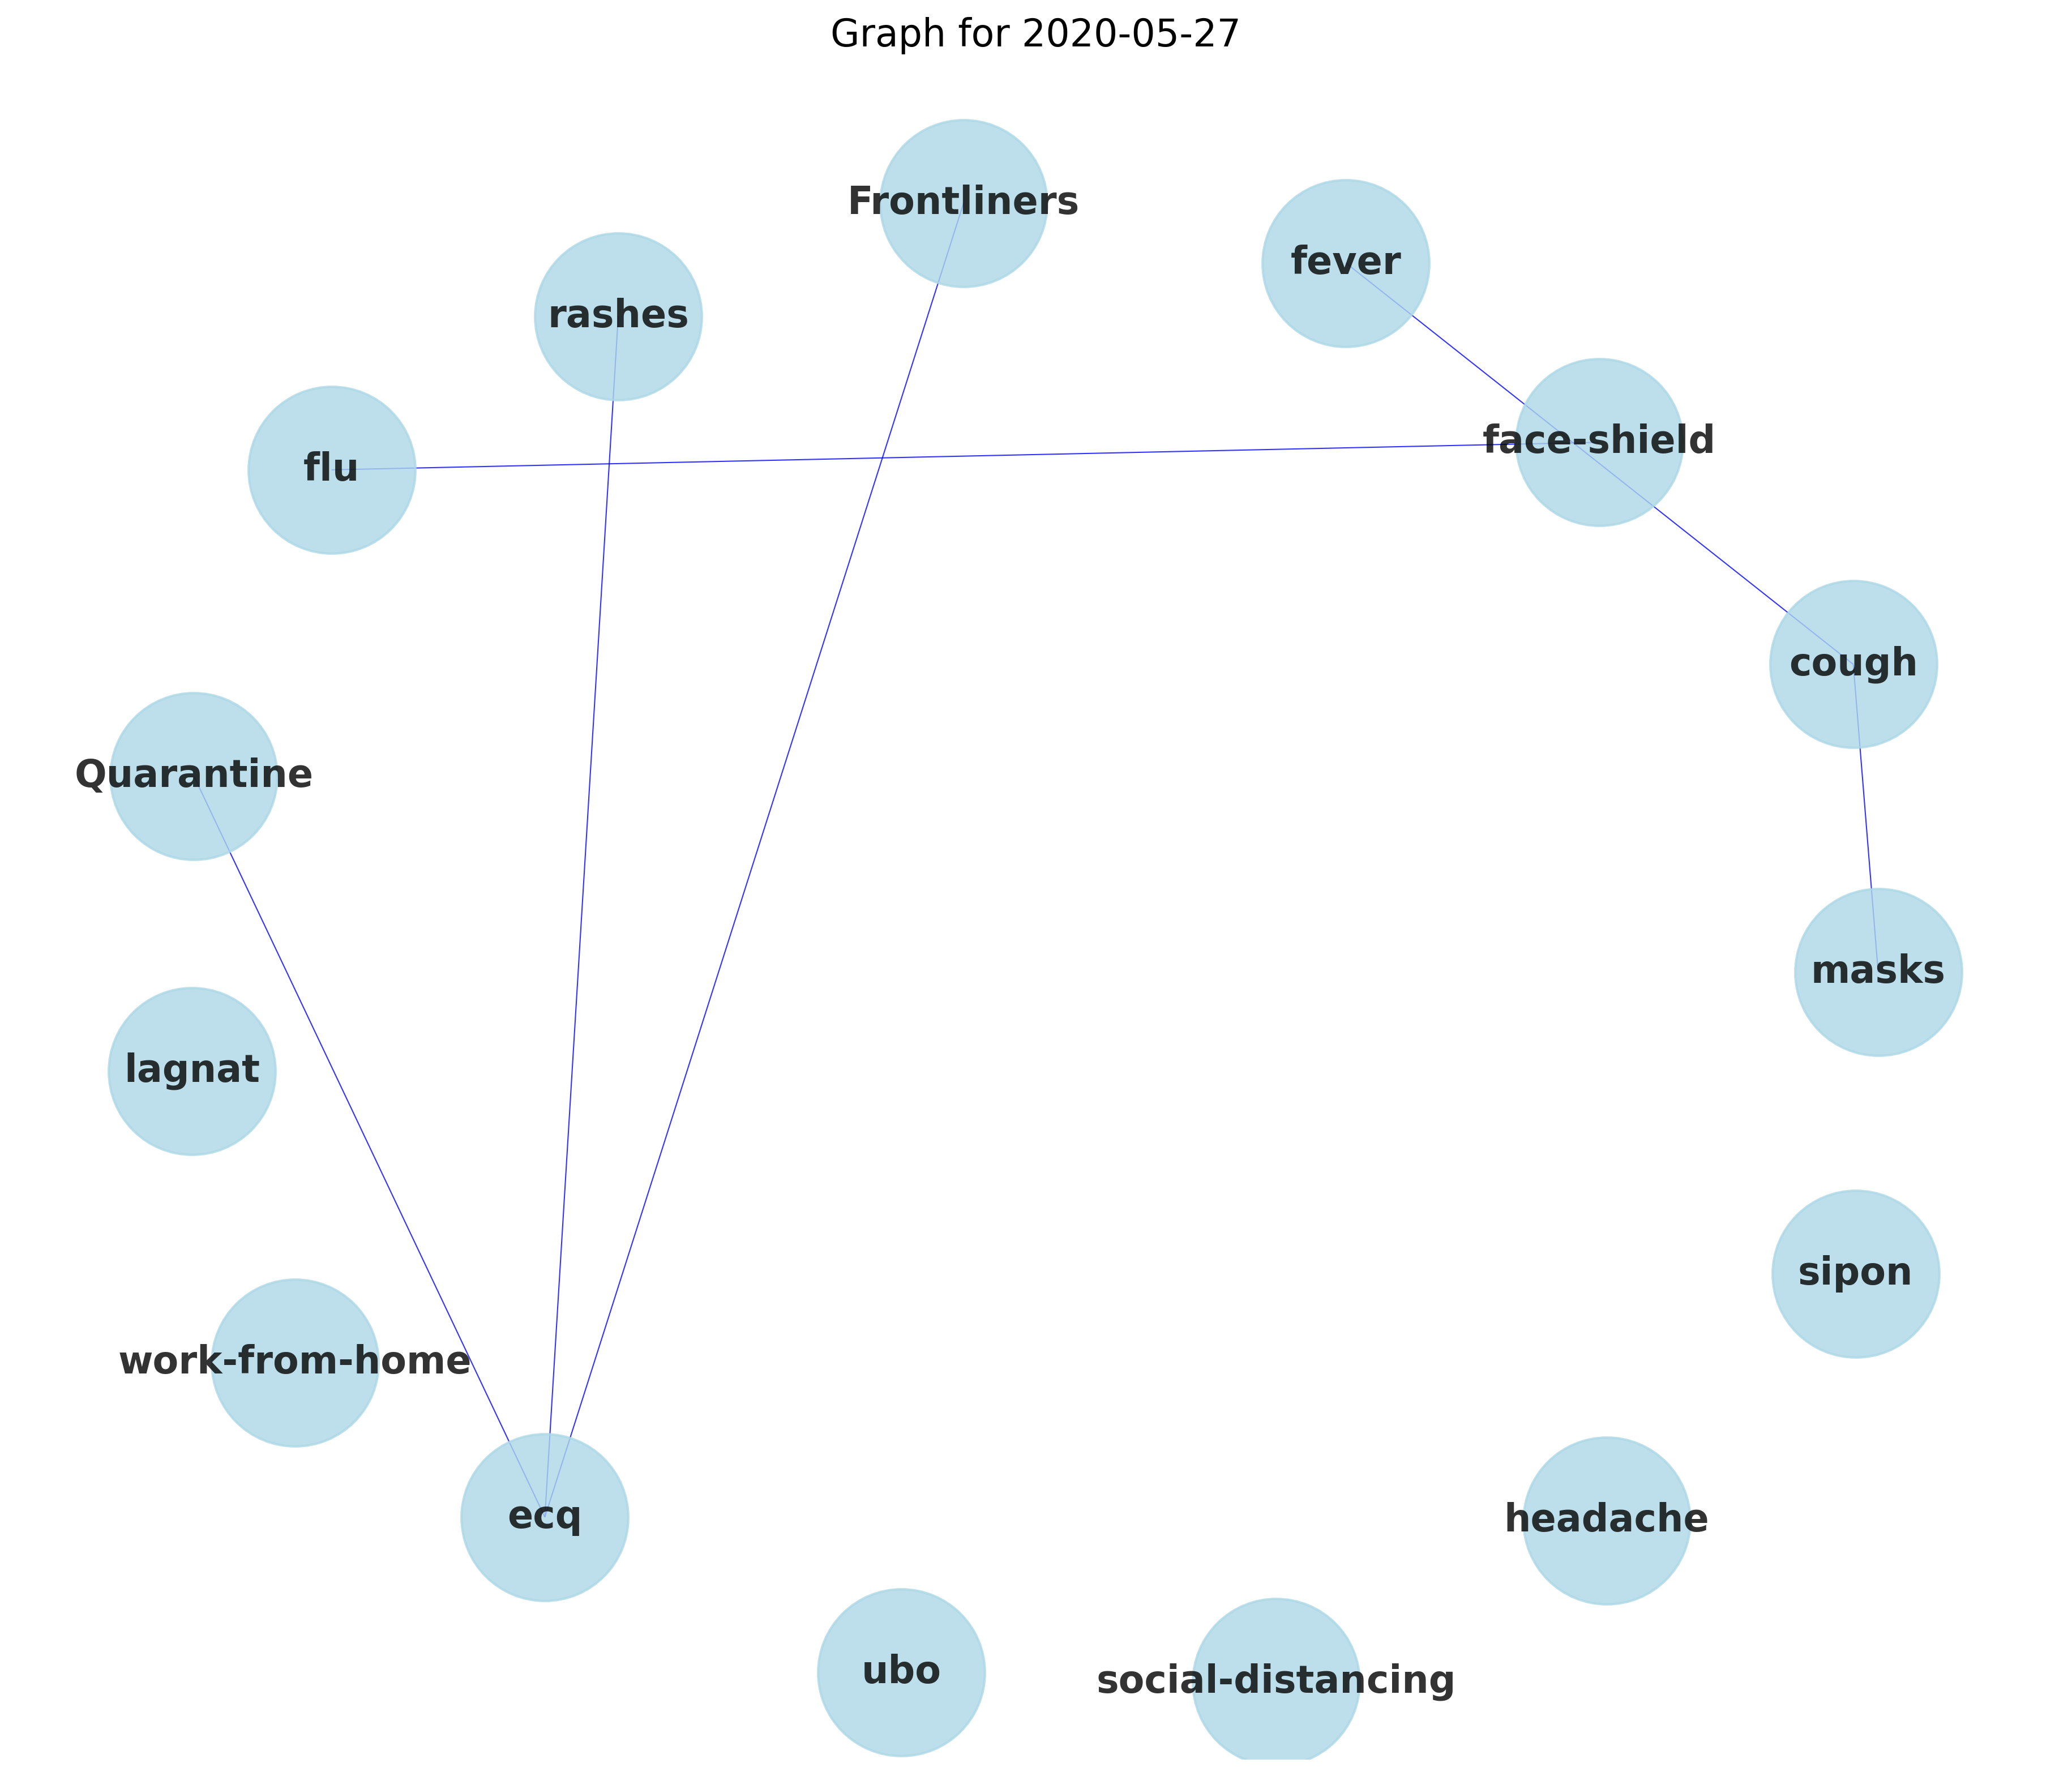 Graph for 2020-05-27
Frontliners
fever
rashes
face-shield
flu
cough
Quarantine
masks
lagnat
sipon
work-from-home
ecq
headache
ubo
social-distancing